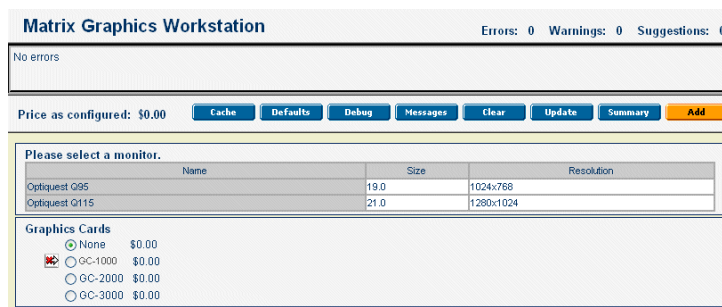 Matrix Graphics Workstation
Errors: 0 Warnings: 0 Suggestions:
No errors
Price as configured: $0.00 Cache Defaults Debug Messages Clear Update Summary Add
Please select a monitor.
Name Size Resolution
Optiquest Q95 19.0 1024x768
Optiquest Q115 21.0 1280x1024
Graphics Cards
None $0.00
GC-1000 $0.00
GC-2000 $0.00
GC-3000 $0.00